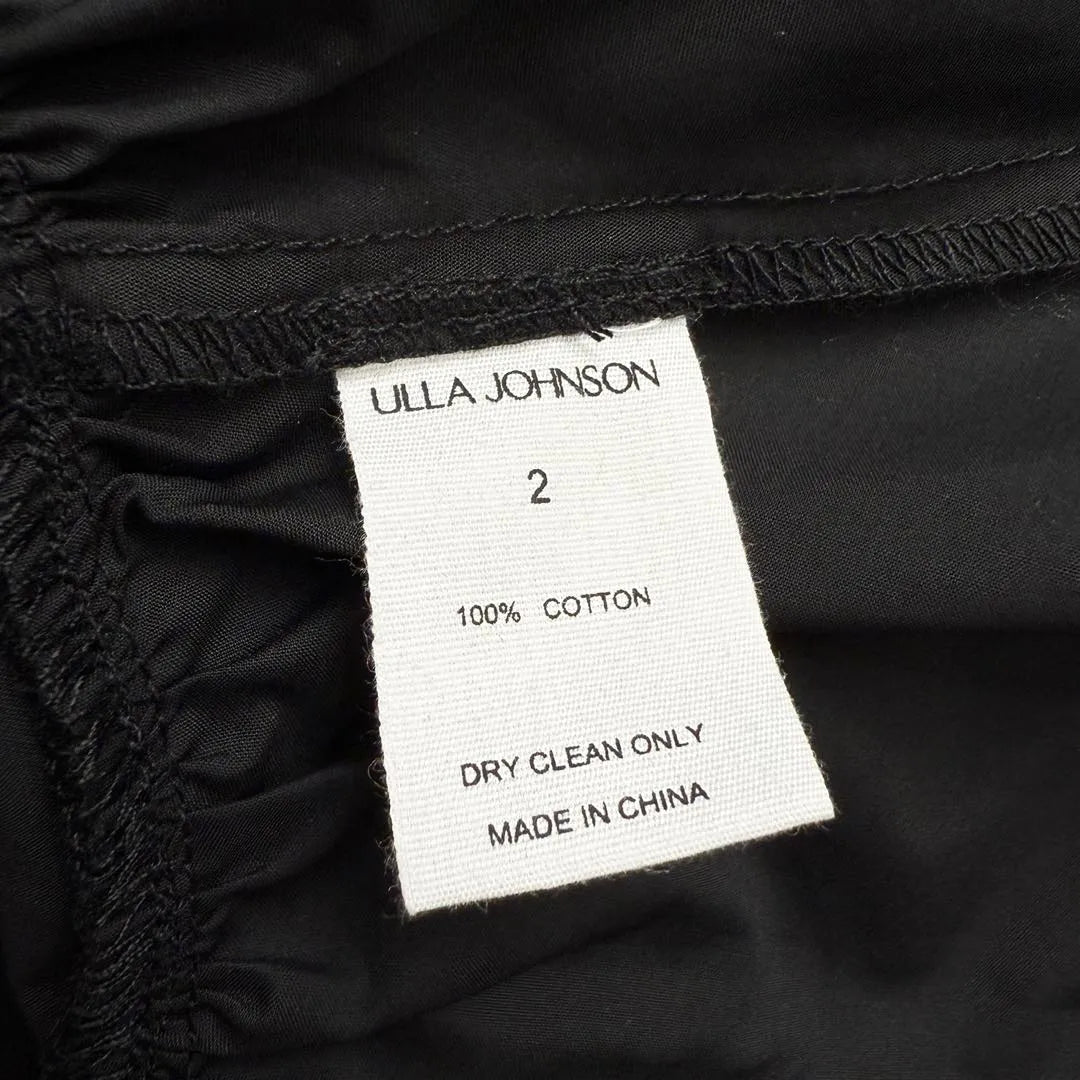 ULLA JOHNSON
2
100% COTTON
DRY CLEAN ONLY
MADE IN CHINA